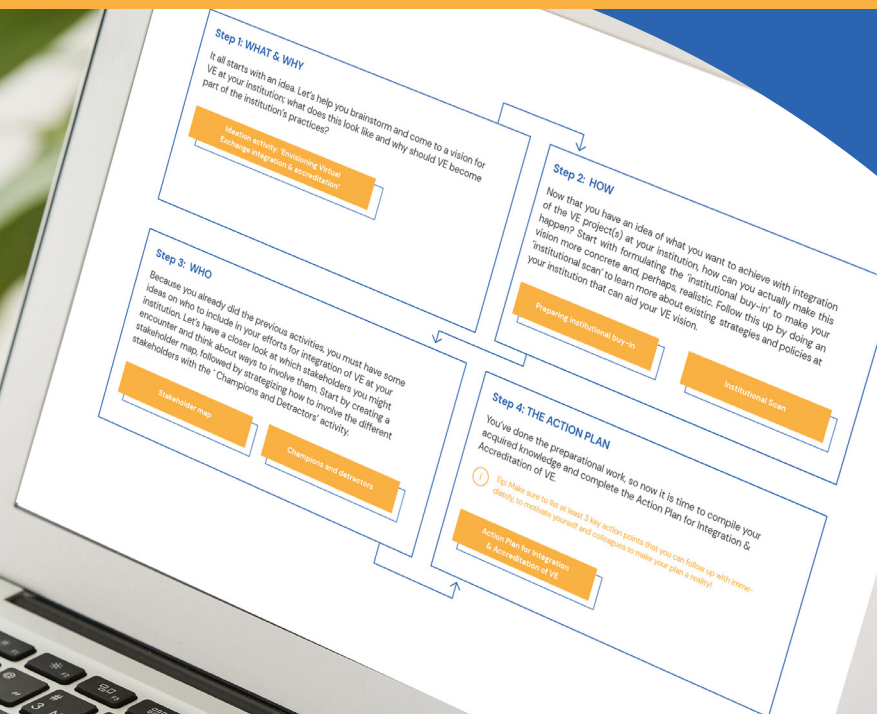 Step 1: WHAT & WHY
It all starts with an idea. Let's help you brainstorm and come to a vision for
VE at your institution; what does this look like and why should VE become
part of the institution's practices?
Ideation activity: 'Envisioning Virtual
Exchange integration & accreditation'
Step 2: HOW
Now that you have an idea of what you want to achieve with integration
of the VE project(s) at your institution, how can you actually make this
happen? Start with formulating the 'institutional buy-in' to make your
vision more concrete and, perhaps, realistic. Follow this up by doing an
'institutional scan' to learn more about existing strategies and policies at
your institution that can aid your VE vision.
Preparing institutional buy-in
Institutional Scan
Step 3: WHO
Because you already did the previous activities, you must have some
ideas on who to include in your efforts for integration of VE at your
institution. Let's have a closer look at which stakeholders you might
encounter and think about ways to involve them. Start by creating a
stakeholder map, followed by strategizing how to involve the different
stakeholders with the ' Champions and Detractors' activity.
Stakeholder map
Champions and detractors
Step 4: THE ACTION PLAN
You've done the preparational work, so now it is time to compile your
acquired knowledge and complete the Action Plan for Integration &
Accreditation of VE.
i
Tip: Make sure to list at least 3 key action points that you can follow up with imme-
diately, to motivate yourself and colleagues to make your plan a reality!
Action Plan for Integration
& Accreditation of VE
@
#
3
F2
F3